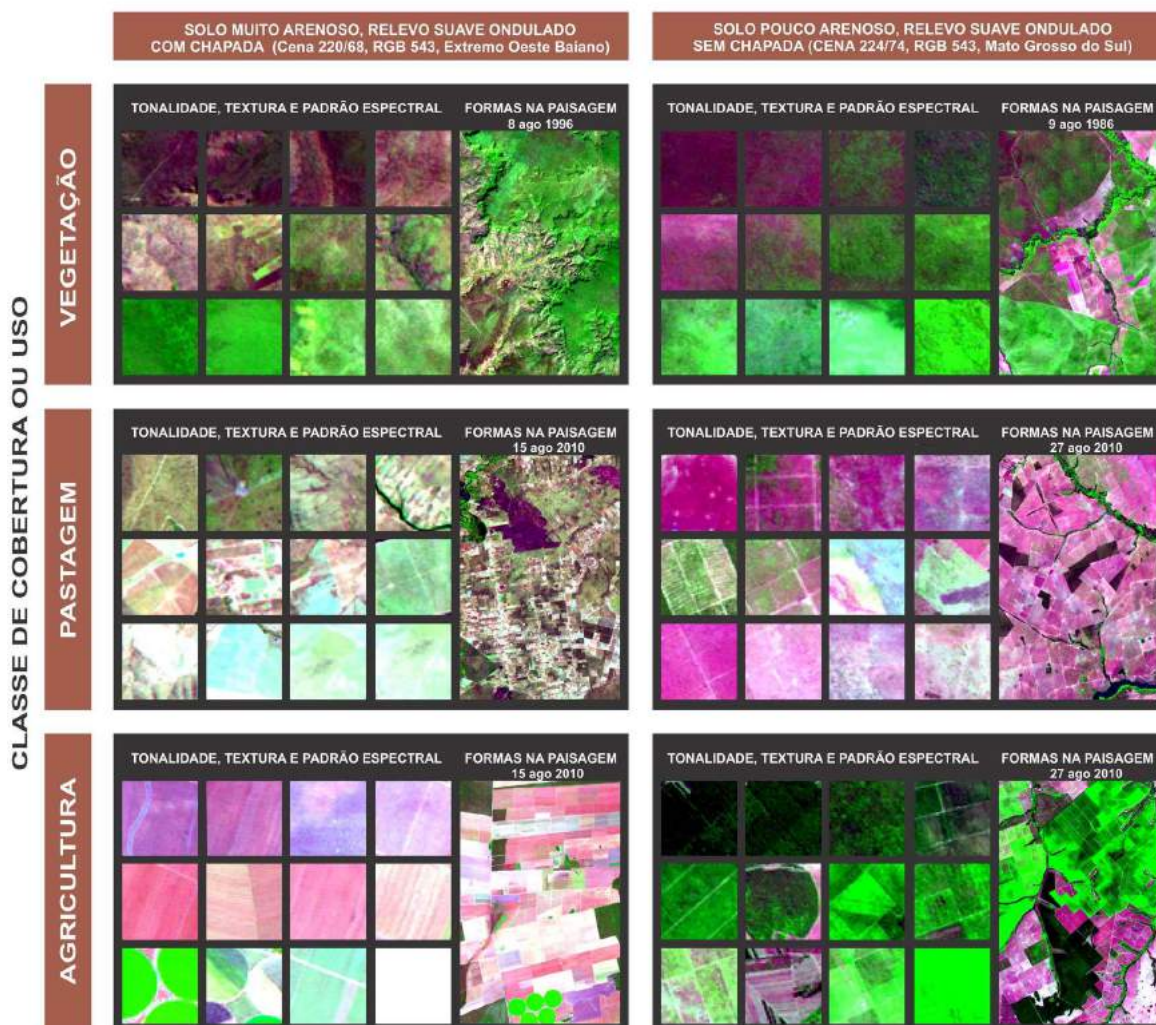 SOLO MUITO ARENOSO, RELEVO SUAVE ONDULADO
COM CHAPADA (Cena 220/68, RGB 543, Extremo Oeste Baiano)
SOLO POUCO ARENOSO, RELEVO SUAVE ONDULADO
SEM CHAPADA (CENA 224/74, RGB 543, Mato Grosso do Sul)
CLASSE DE COBERTURA OU USO
VEGETAÇÃO
TONALIDADE, TEXTURA E PADRÃO ESPECTRAL
FORMAS NA PAISAGEM
8 ago 1996
TONALIDADE, TEXTURA E PADRÃO ESPECTRAL
FORMAS NA PAISAGEM
9 ago 1986
PASTAGEM
TONALIDADE, TEXTURA E PADRÃO ESPECTRAL
FORMAS NA PAISAGEM
15 ago 2010
TONALIDADE, TEXTURA E PADRÃO ESPECTRAL
FORMAS NA PAISAGEM
27 ago 2010
AGRICULTURA
TONALIDADE, TEXTURA E PADRÃO ESPECTRAL
FORMAS NA PAISAGEM
15 ago 2010
TONALIDADE, TEXTURA E PADRÃO ESPECTRAL
FORMAS NA PAISAGEM
27 ago 2010